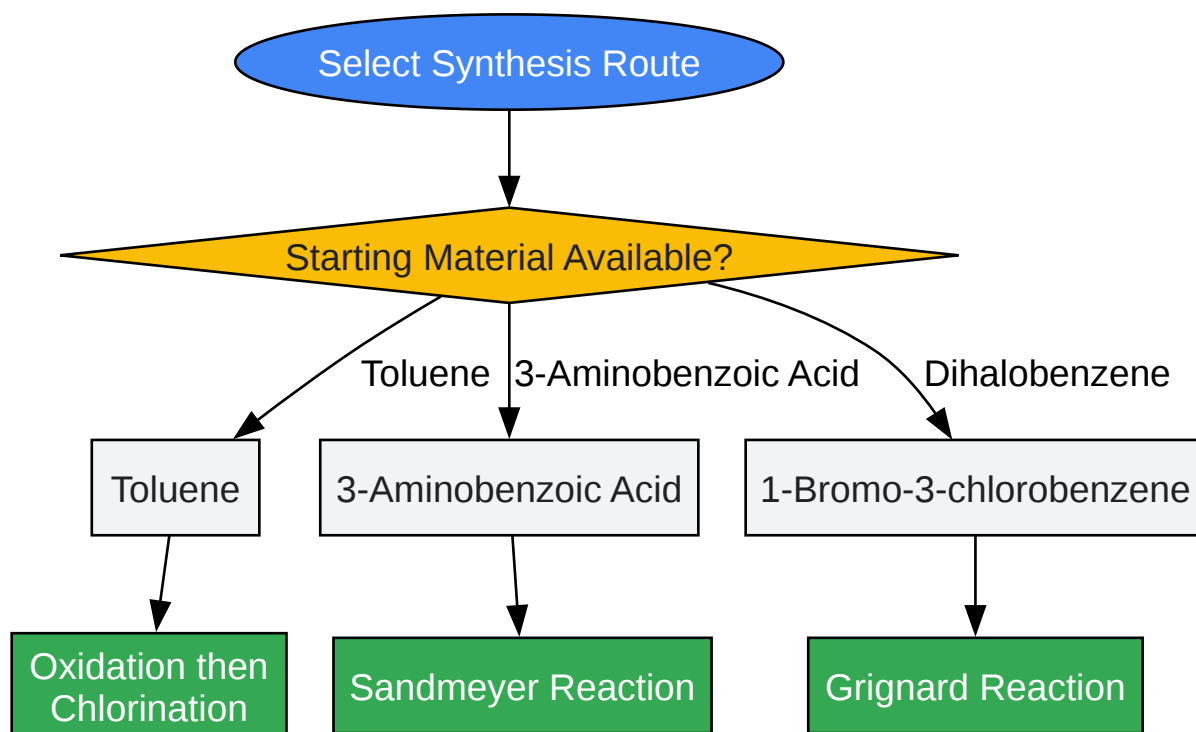 Select Synthesis Route
Starting Material Available?
Toluene
3-Aminobenzoic Acid
Dihalobenzene
Toluene
3-Aminobenzoic Acid
1-Bromo-3-chlorobenzene
Oxidation then
Chlorination
Sandmeyer Reaction
Grignard Reaction